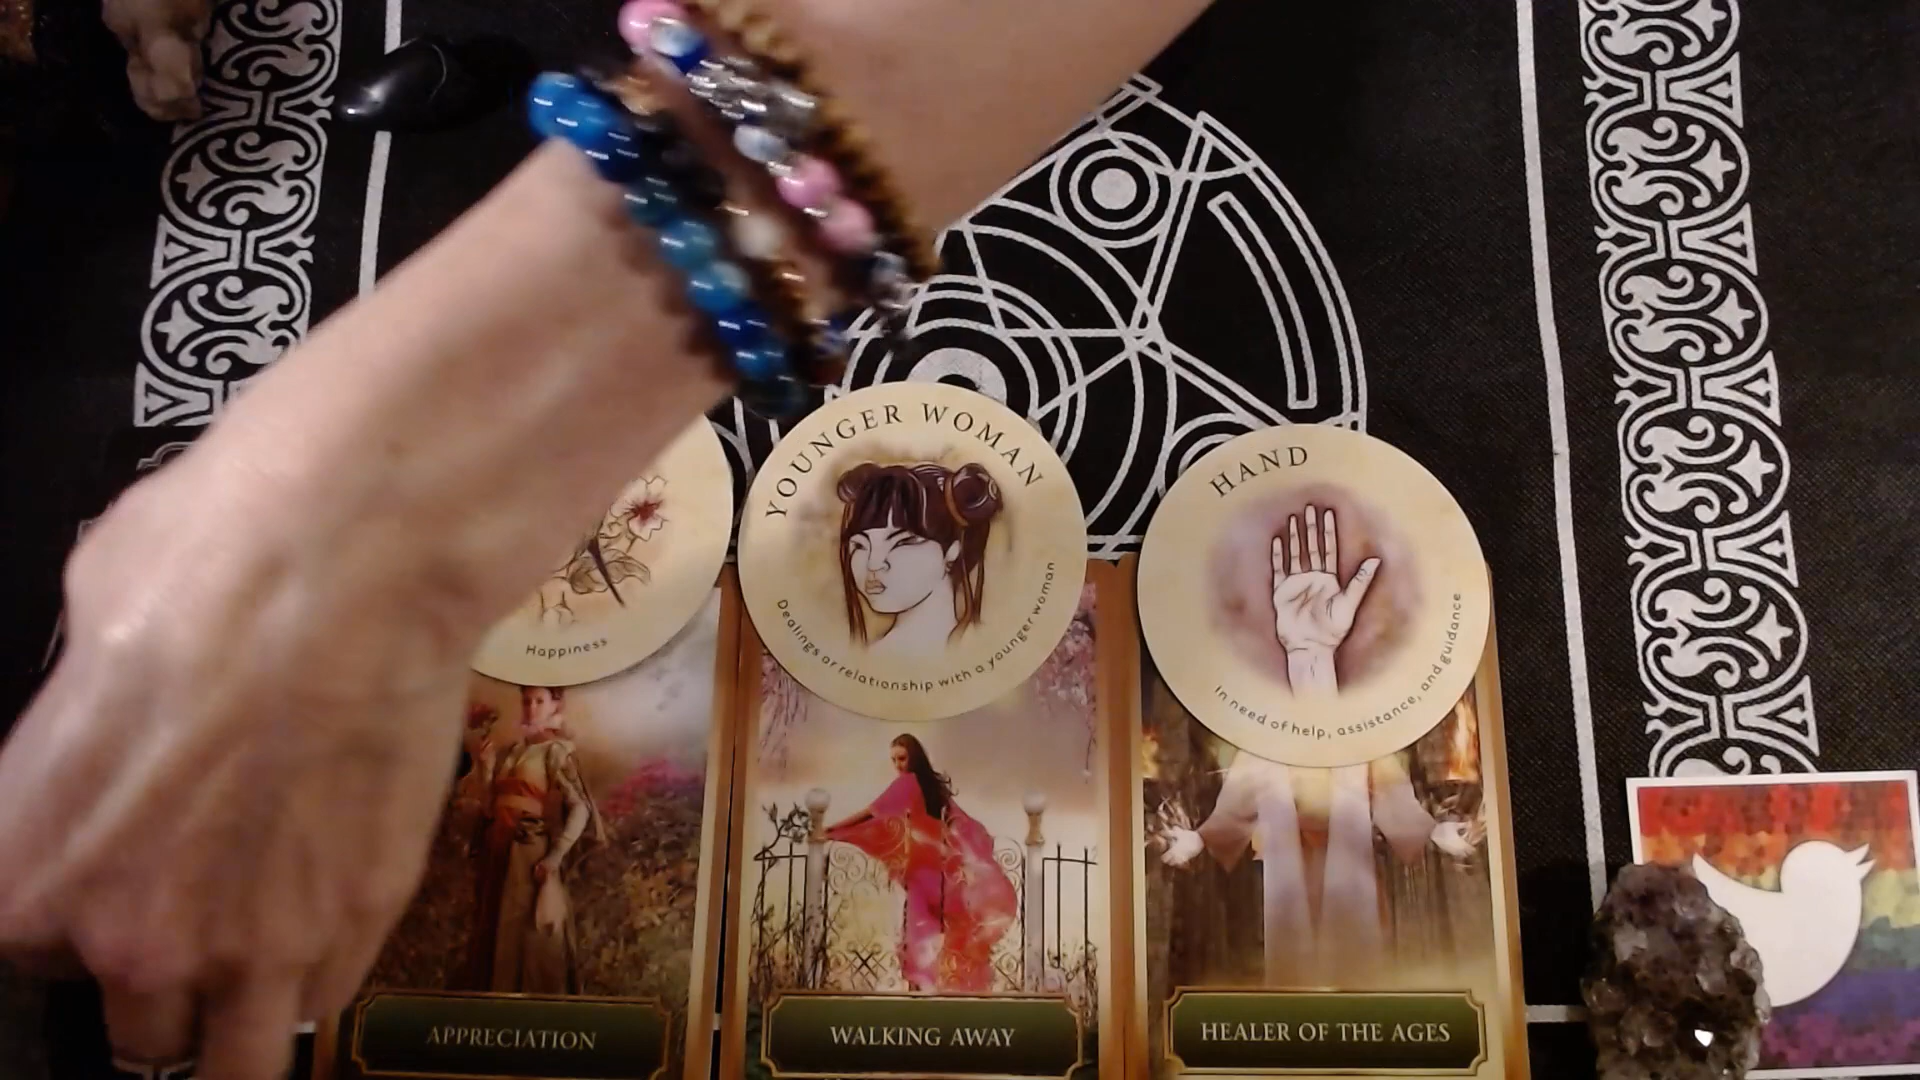 Happiness
YOUNGER WOMAN
Dealings or relationship with a younger woman
HAND
In need of help, assistance, and guidance
APPRECIATION
WALKING AWAY
HEALER OF THE AGES